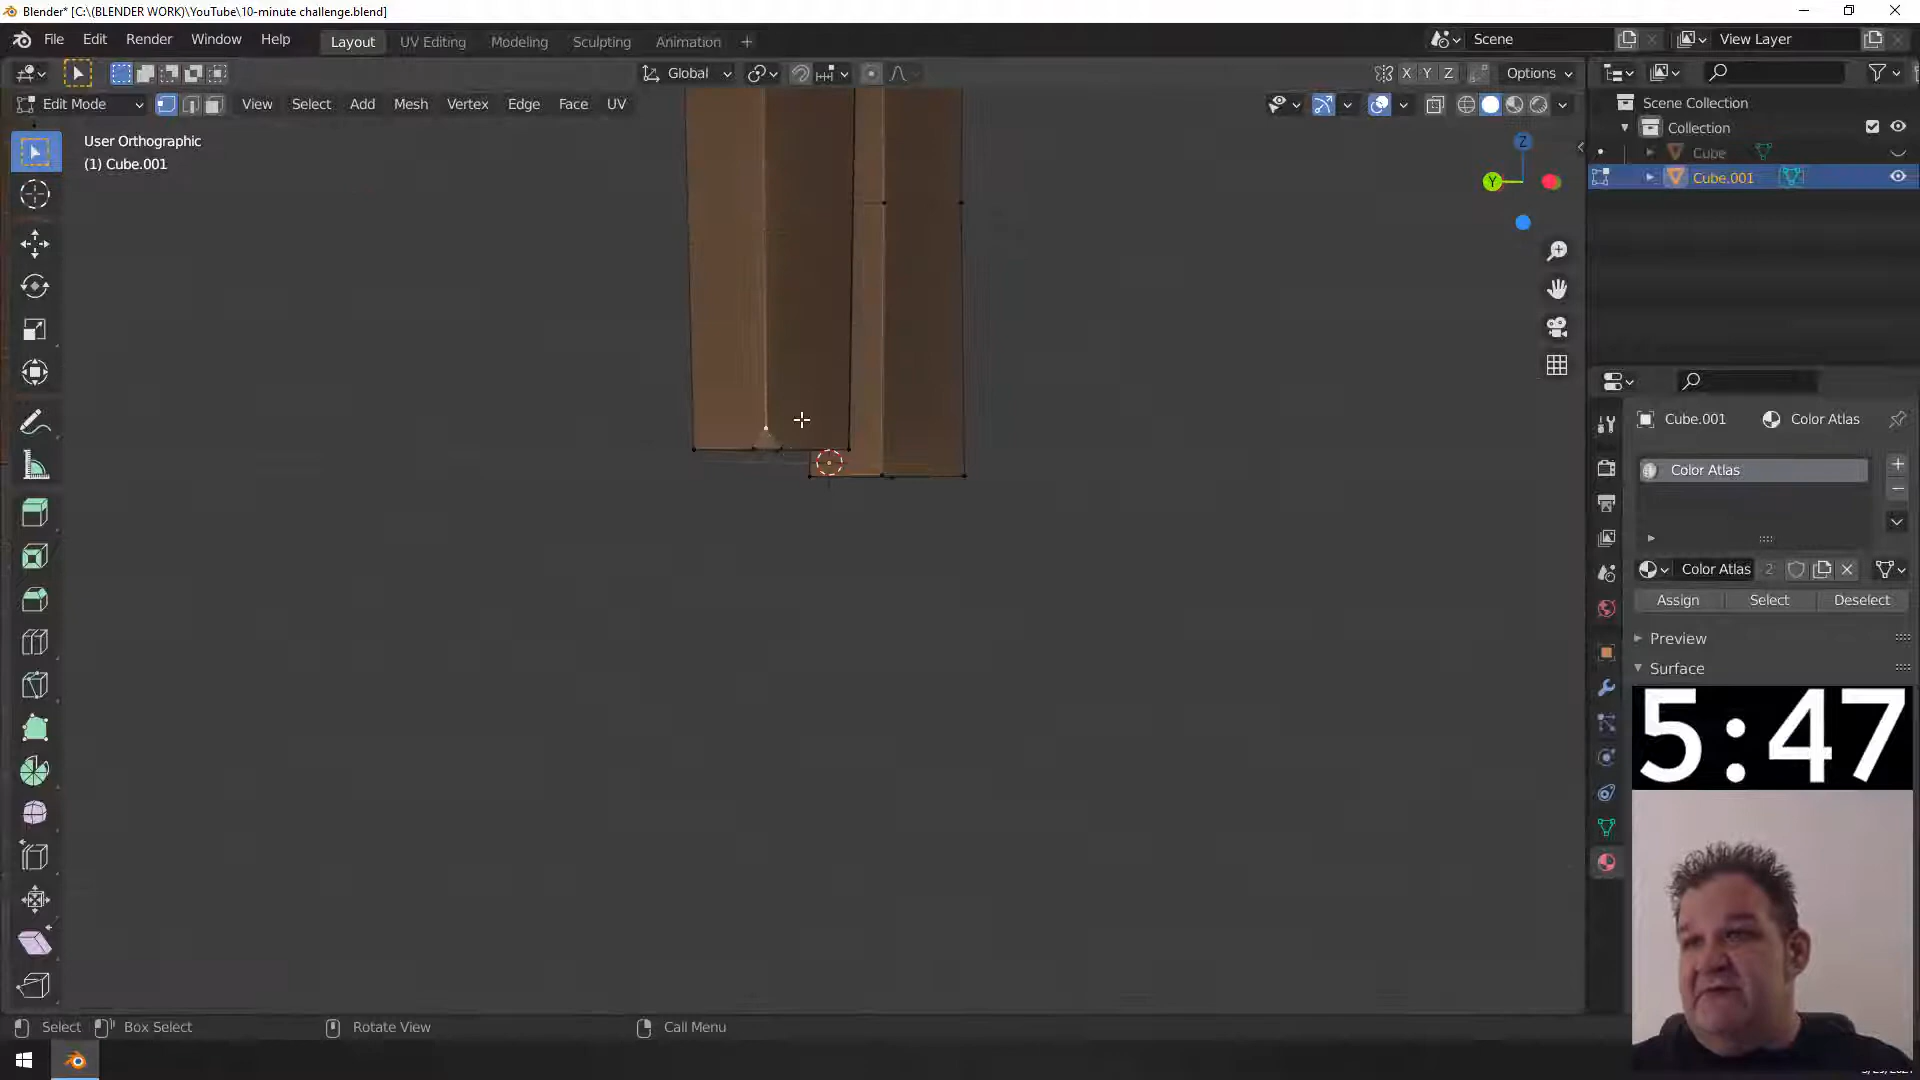 Blender* [C:\(BLENDER WORK)\YouTube\10-minute challenge.blend]
File Edit Render Window Help Layout UV Editing Modeling Sculpting Animation + Scene View Layer
Global X Y Z Options
Edit Mode View Select Add Mesh Vertex Edge Face UV
Scene Collection
User Orthographic
(1) Cube.001
Collection
Cube
Cube.001
Z
Y
Cube.001 Color Atlas
Color Atlas
Color Atlas 2
Assign Select Deselect
Preview
Surface
5:47
Select Box Select Rotate View Call Menu